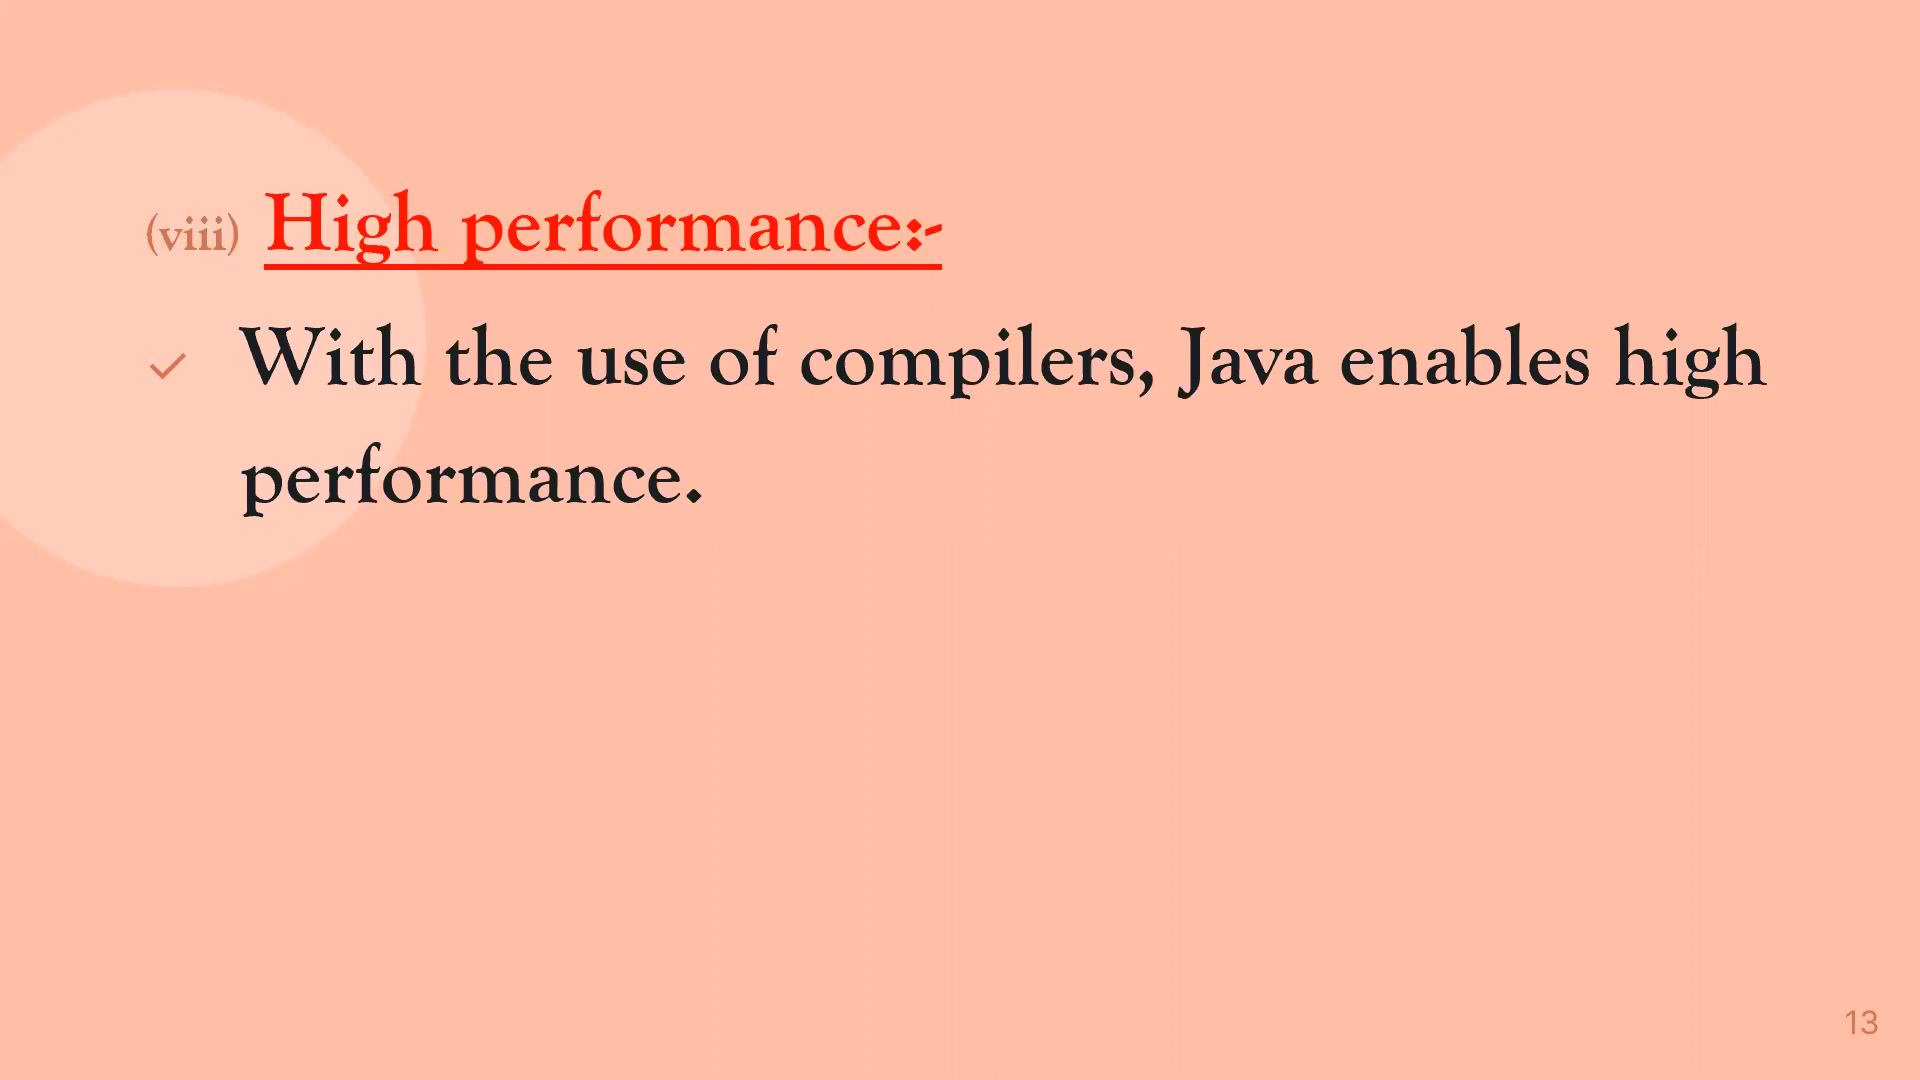 (viii) High performance:-
With the use of compilers, Java enables high
performance.
13